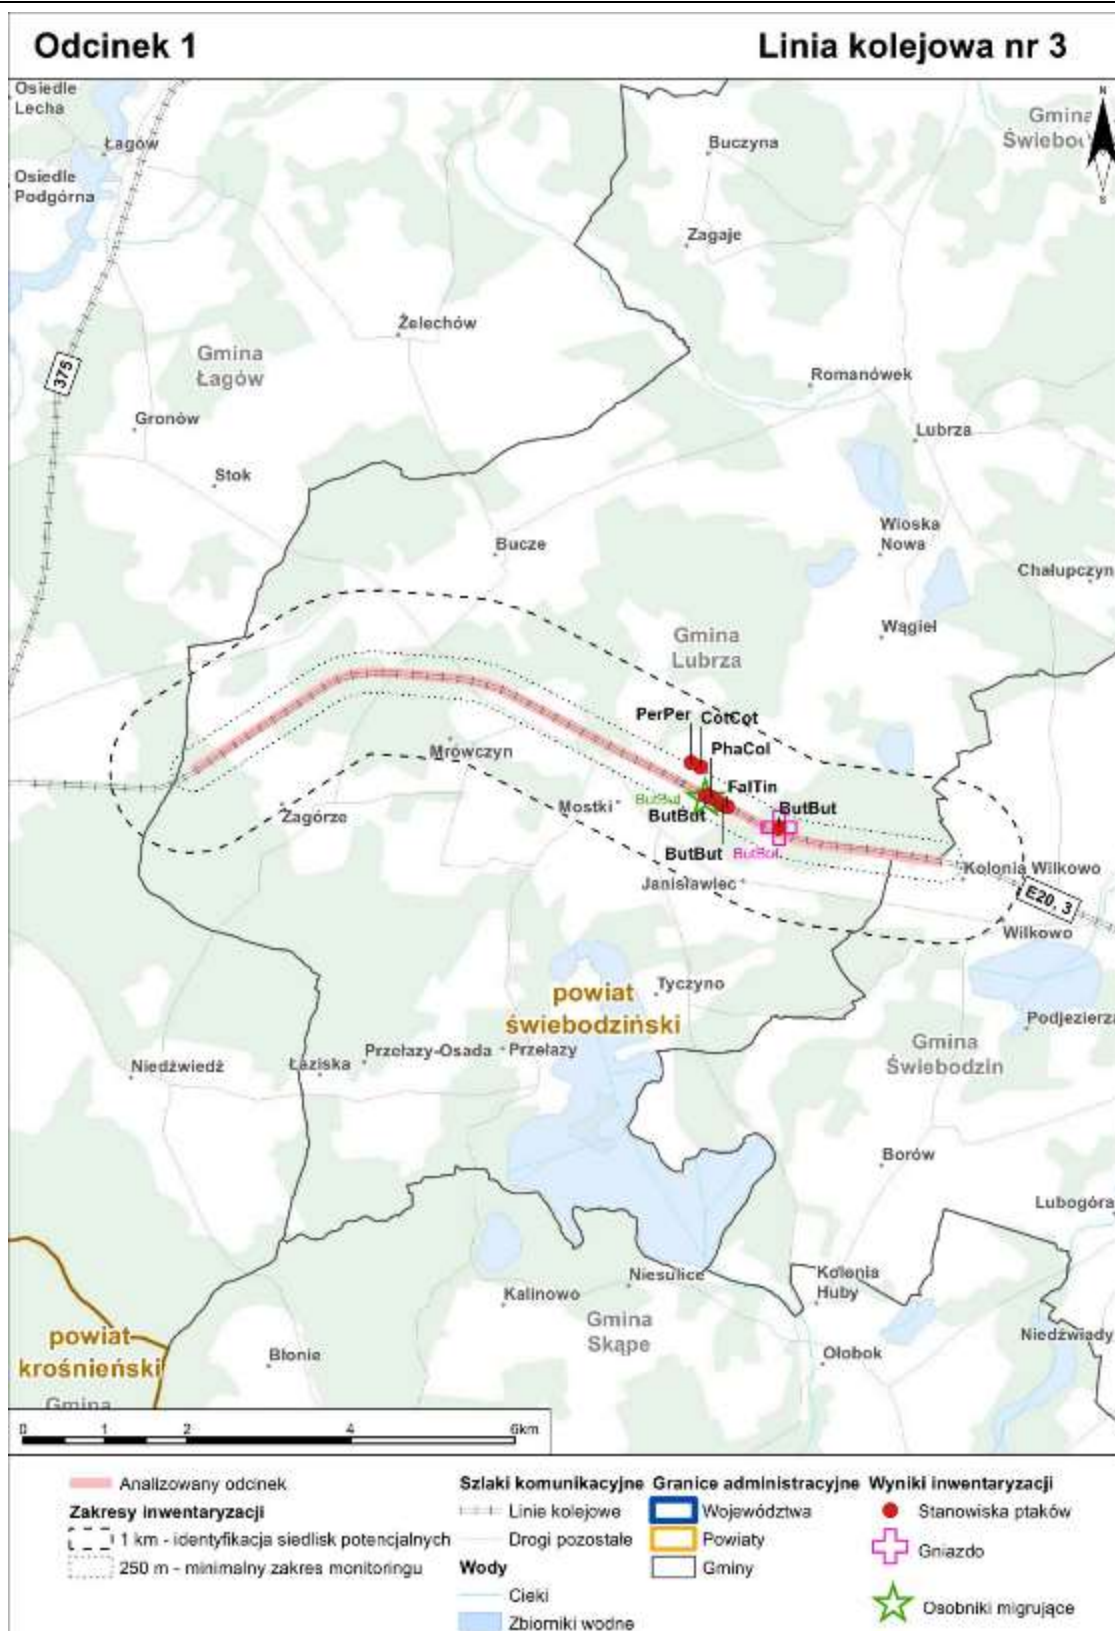 Odcinek 1
Linia kolejowa nr 3
Osiedle
Lecha
Łagów
Osiedle
Podgórna
Buczyna
Gmina
N
S
Zagaje
Żelechów
Gmina
Łagów
375
Romanówek
Gronów
Lubrza
Stok
Wioska
Nowa
Bucze
Chałupczyn
Wągiel
Gmina
Lubrza
PerPer
CotCot
PhaCol
Mrówczyn
FalTin
ButBut
Mostki
ButBut
ButBut
Zagórze
ButBut
ButBut
Janisławiec
Kolonia Wilkowo
E20, 3
Wilkowo
Tyczyno
powiat
świebodziński
Podjezierza
Przełazy-Osada
Przełazy
Gmina
Świebodzin
Niedźwiedź
Łaziska
Borów
Lubogóra
Niesulice
Kolonia
Huby
Kalinowo
Gmina
Skąpe
Niedźwiady
powiat
krośnieński
Błonie
Ołobok
Gmina
0 1 2 4 6km
Analizowany odcinek
Zakresy inwentaryzacji
1 km - identyfikacja siedlisk potencjalnych
250 m - minimalny zakres monitoringu
Szlaki komunikacyjne
Linie kolejowe
Drogi pozostałe
Wody
Cieki
Zbiorniki wodne
Granice administracyjne
Województwa
Powiaty
Gminy
Wyniki inwentaryzacji
Stanowiska ptaków
Gniazdo
Osobniki migrujące